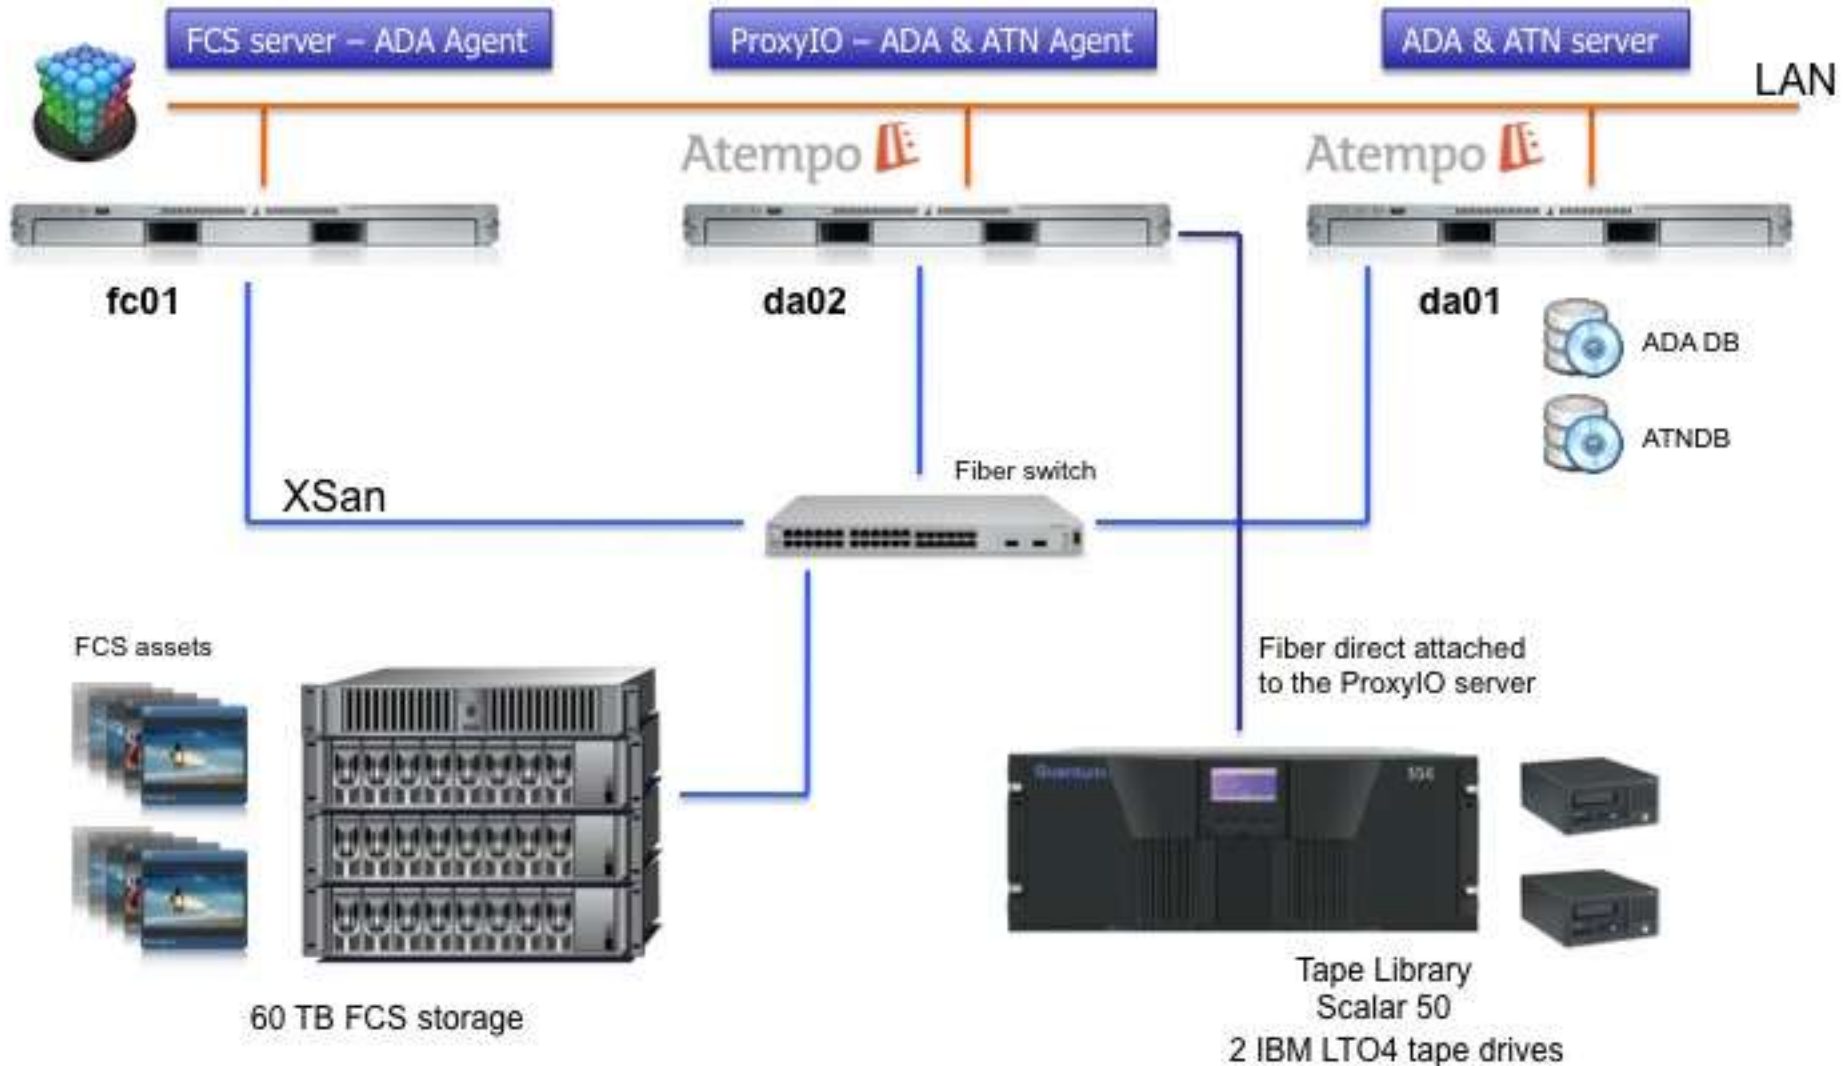 FCS server – ADA Agent
ProxyIO – ADA & ATN Agent
ADA & ATN server
LAN
Atempo
Atempo
fc01
da02
da01
ADA DB
ATNDB
Fiber switch
XSan
FCS assets
Fiber direct attached
to the ProxyIO server
Quantum
60 TB FCS storage
Tape Library
Scalar 50
2 IBM LTO4 tape drives